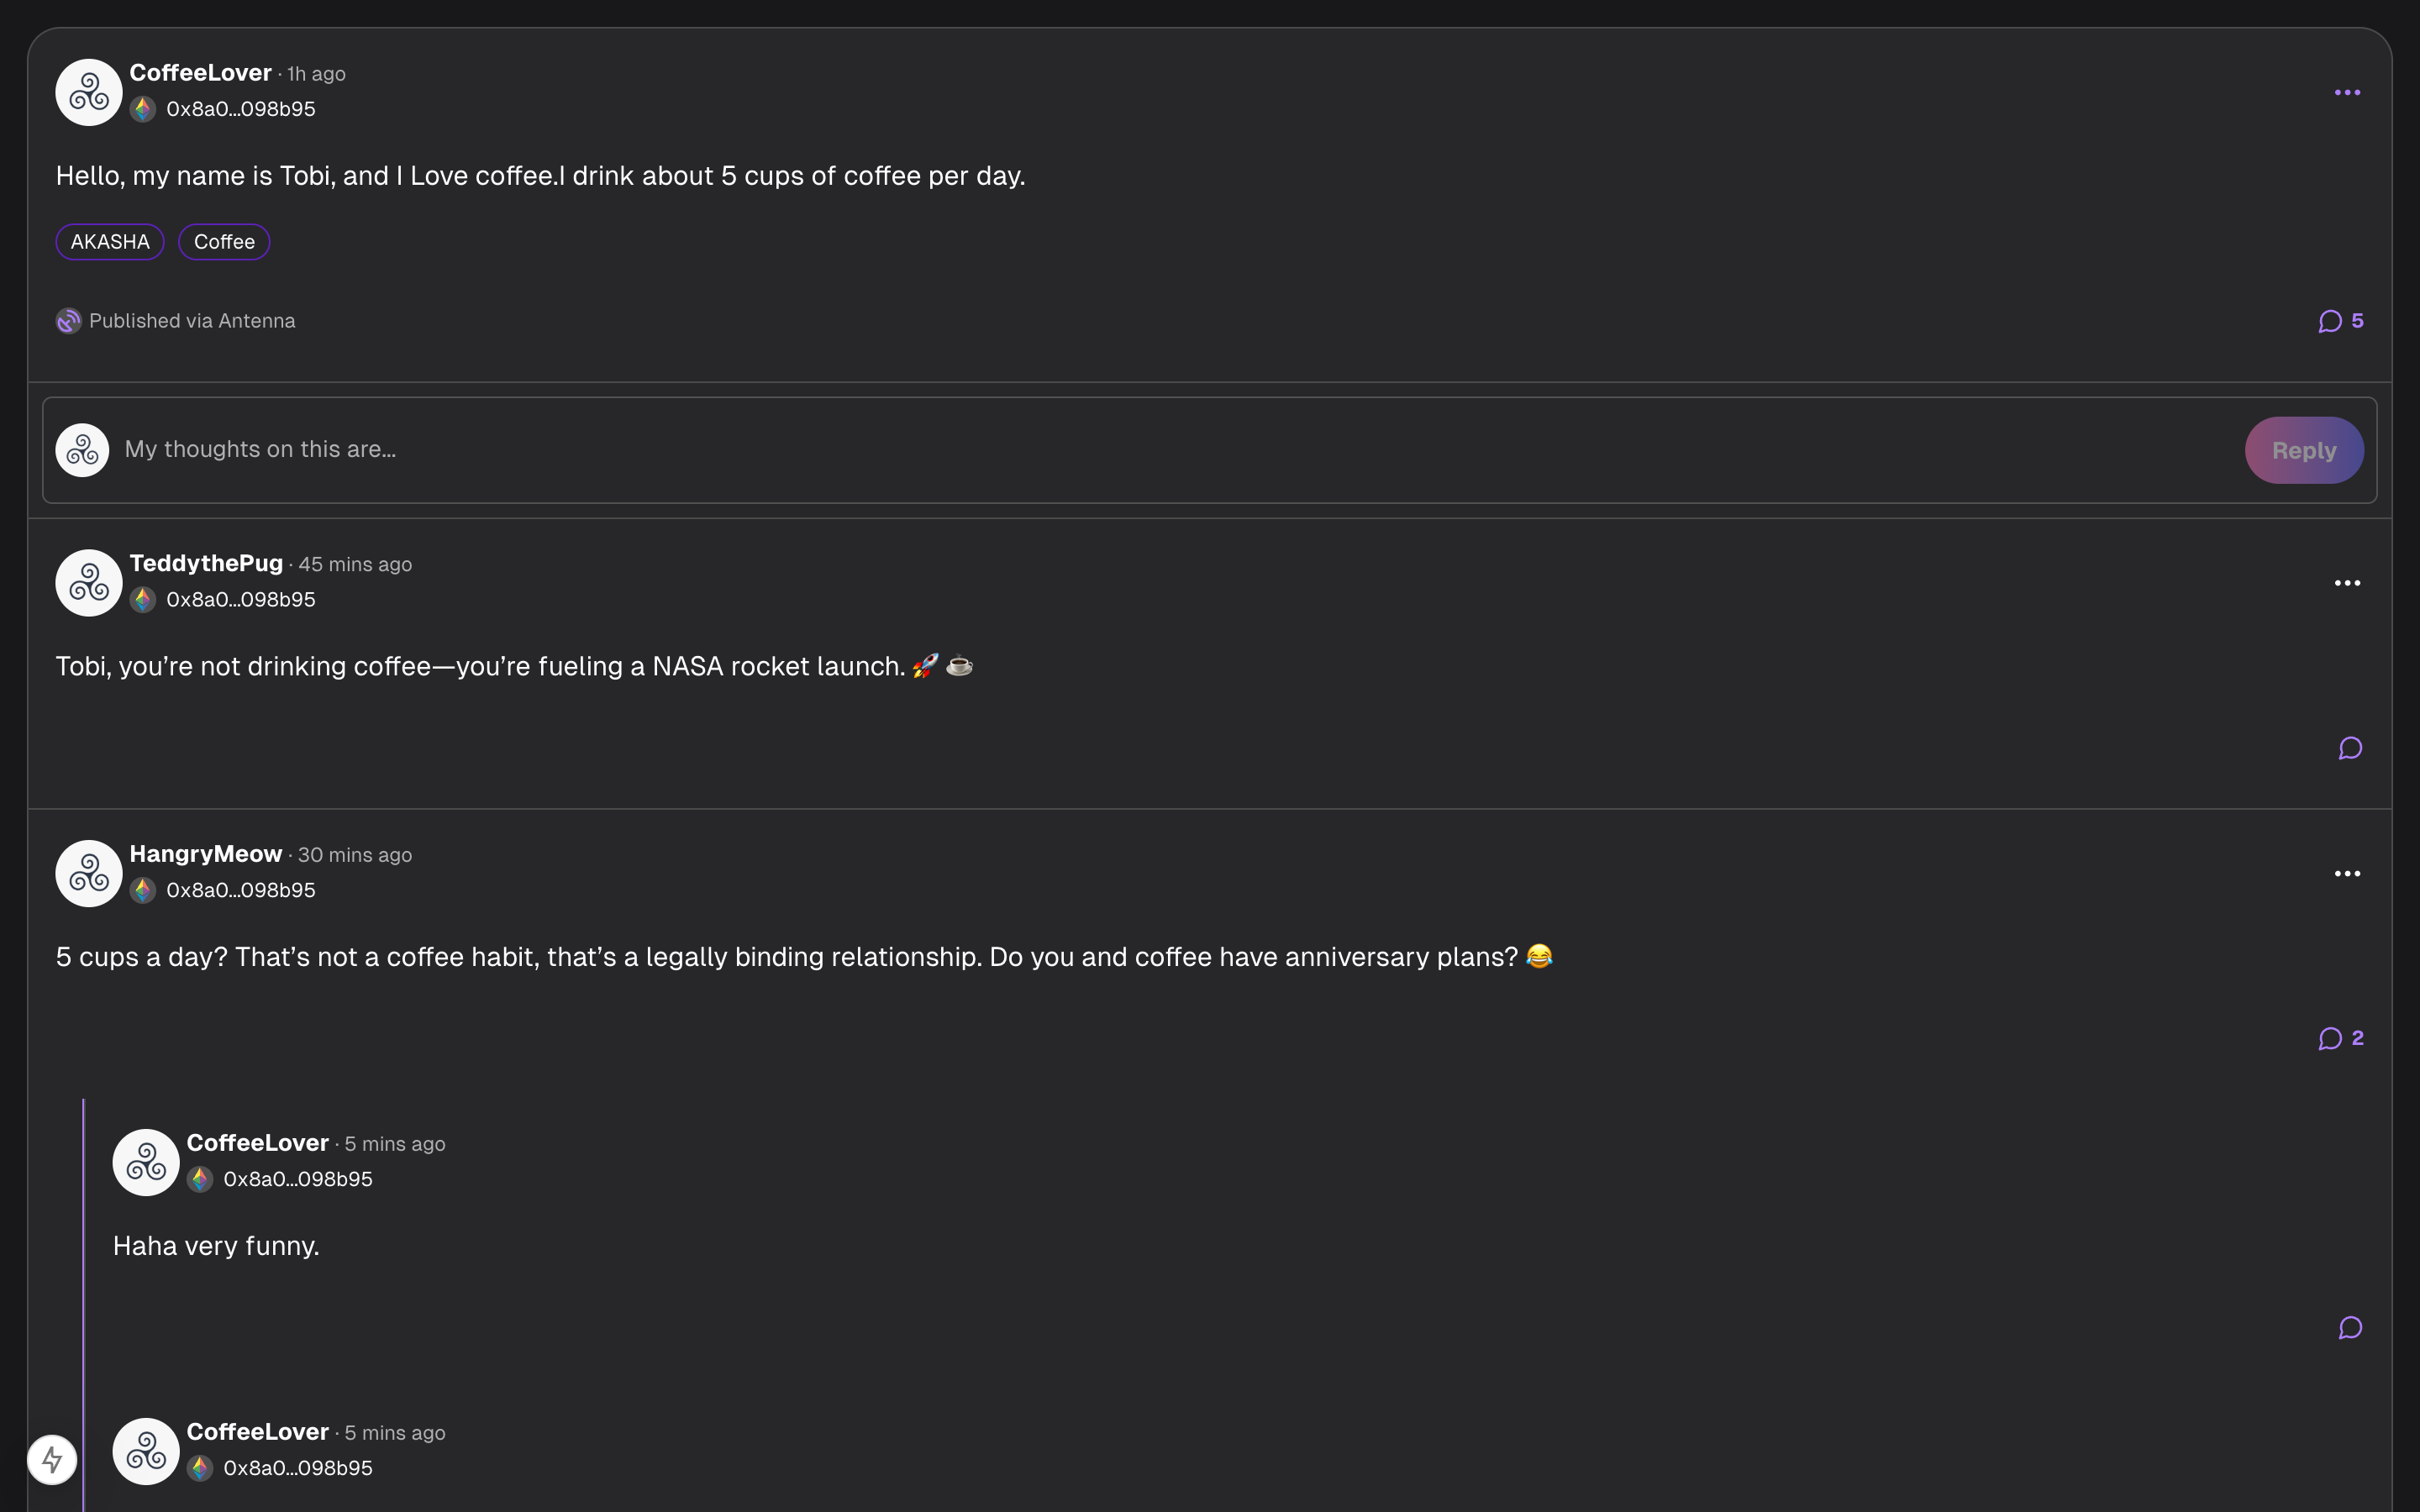 CoffeeLover · 1h ago
0x8a0...098b95
Hello, my name is Tobi, and I Love coffee.I drink about 5 cups of coffee per day.
AKASHA Coffee
Published via Antenna 5
My thoughts on this are... Reply
TeddythePug · 45 mins ago
0x8a0...098b95
Tobi, you’re not drinking coffee—you’re fueling a NASA rocket launch. 🚀 ☕
HangryMeow · 30 mins ago
0x8a0...098b95
5 cups a day? That’s not a coffee habit, that’s a legally binding relationship. Do you and coffee have anniversary plans? 😂
2
CoffeeLover · 5 mins ago
0x8a0...098b95
Haha very funny.
CoffeeLover · 5 mins ago
0x8a0...098b95